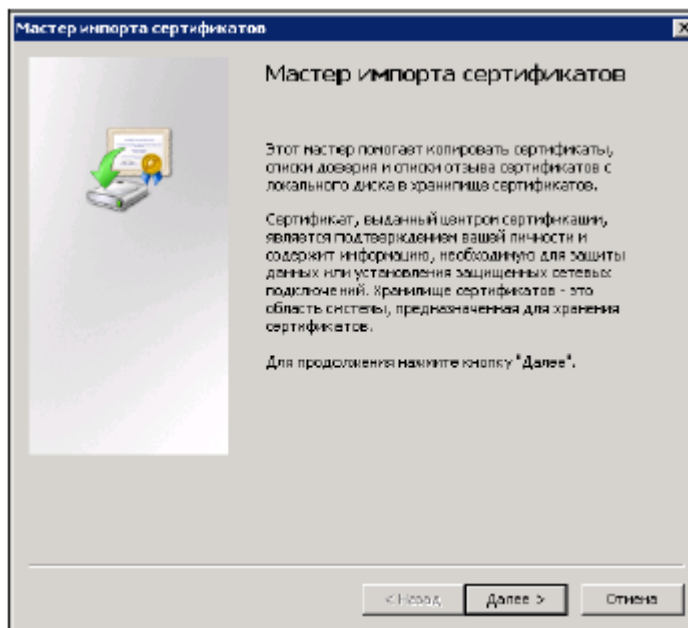 Мастер импорта сертификатов
Мастер импорта сертификатов
Этот мастер помогает копировать сертификаты,
списки доверия и списки отзыва сертификатов с
локального диска в хранилище сертификатов.
Сертификат, выданный центром сертификации,
является подтверждением вашей личности и
содержит информацию, необходимую для защиты
данных или установления защищенных сетевых
подключений. Хранилище сертификатов - это
область системы, предназначенная для хранения
сертификатов.
Для продолжения нажмите кнопку "Далее".
< Назад Далее > Отмена